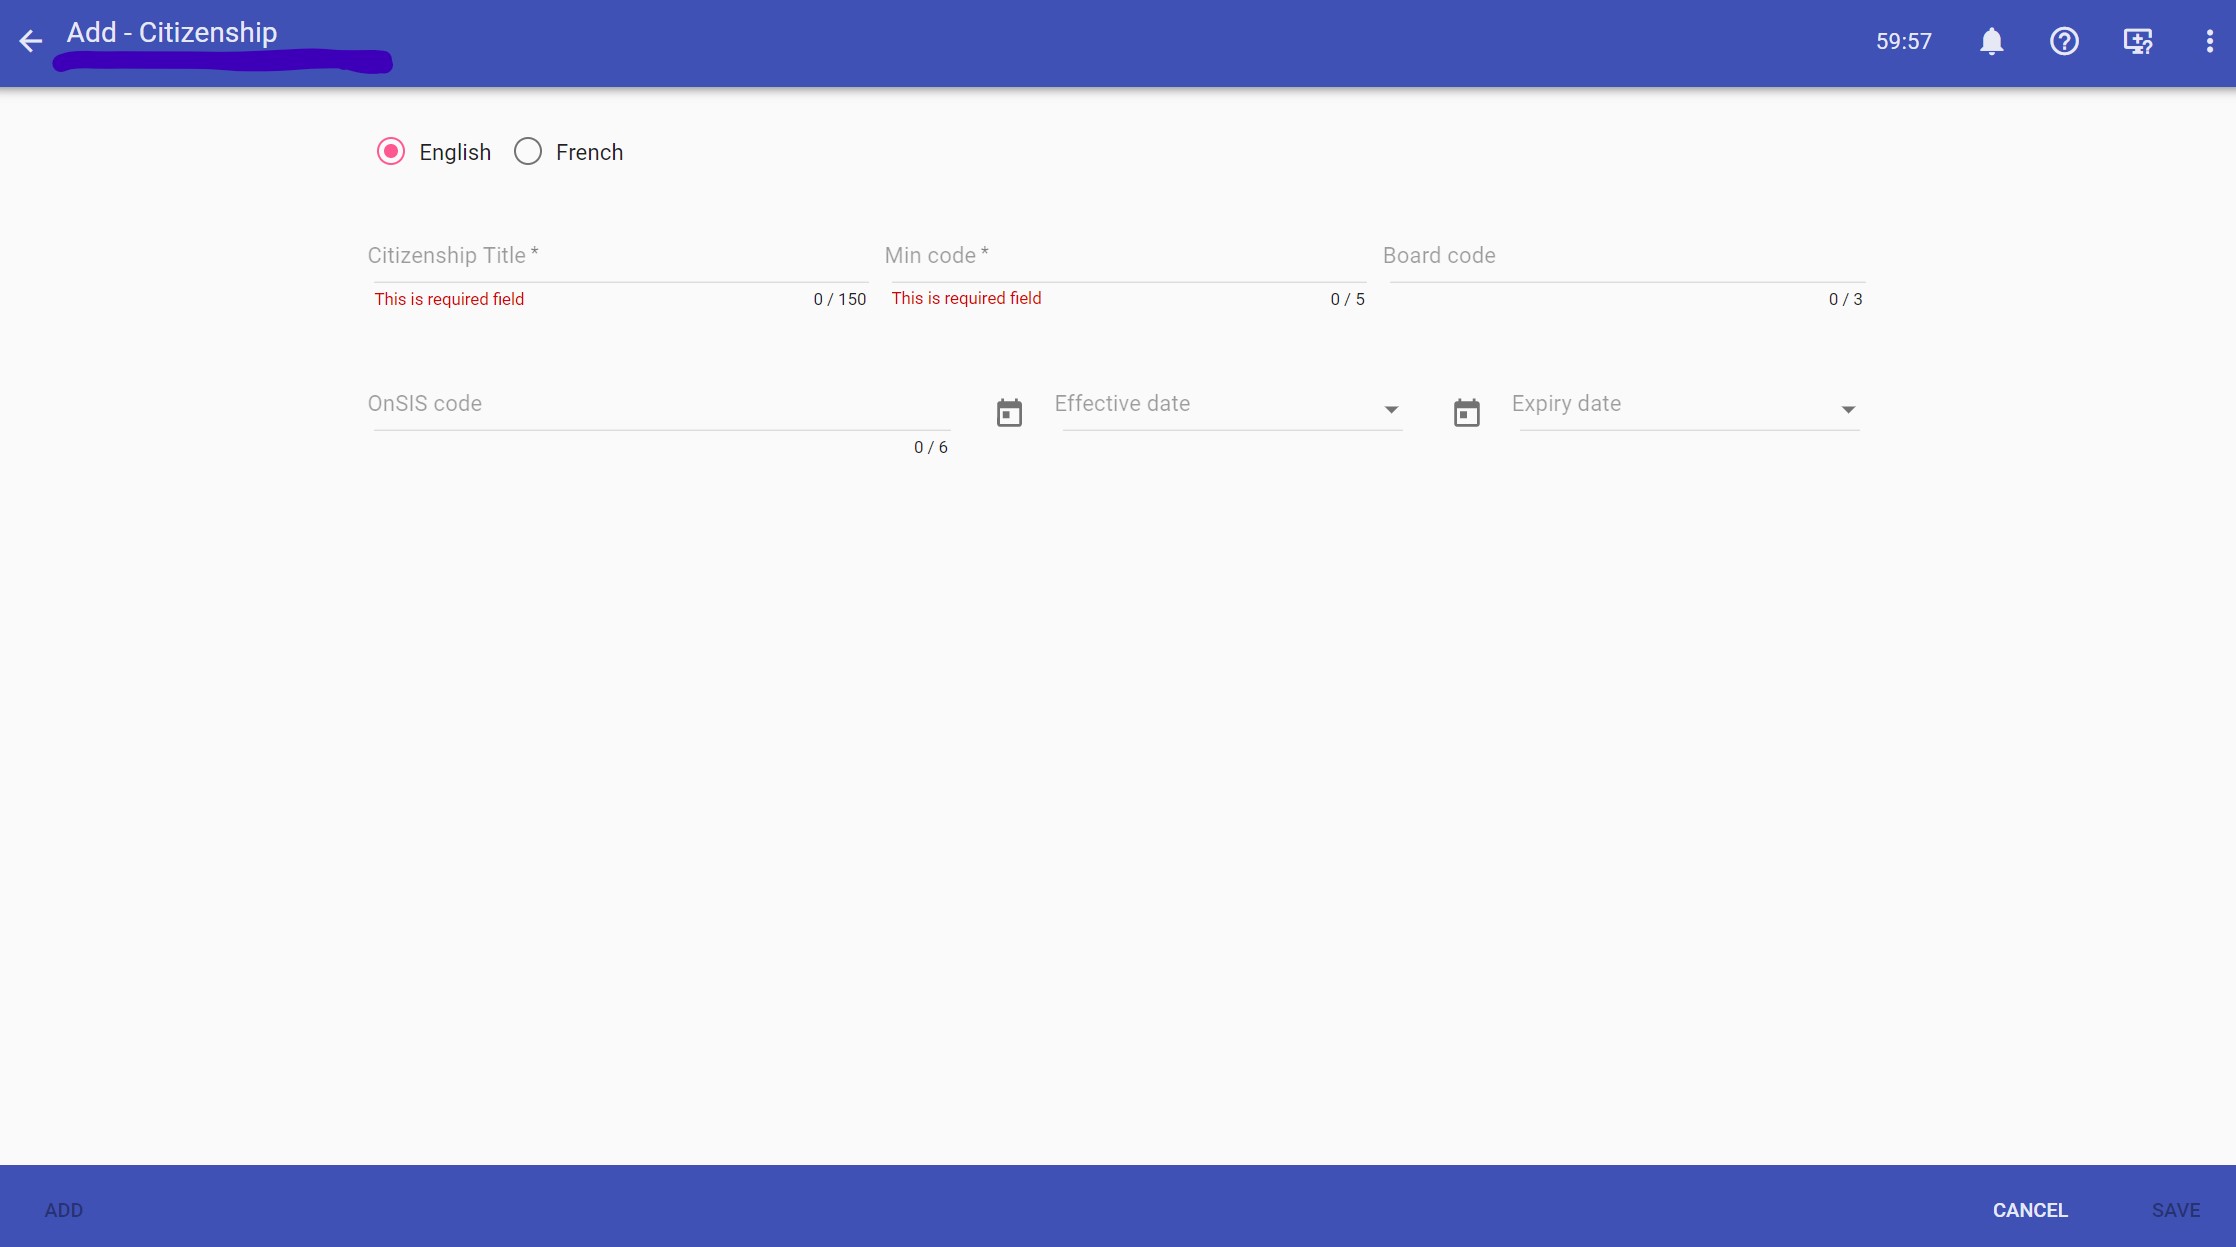 Add - Citizenship
59:57
English
French
Citizenship Title *
Min code *
Board code
This is required field
0 / 150
This is required field
0 / 5
0 / 3
OnSIS code
Effective date
Expiry date
0 / 6
ADD
CANCEL
SAVE